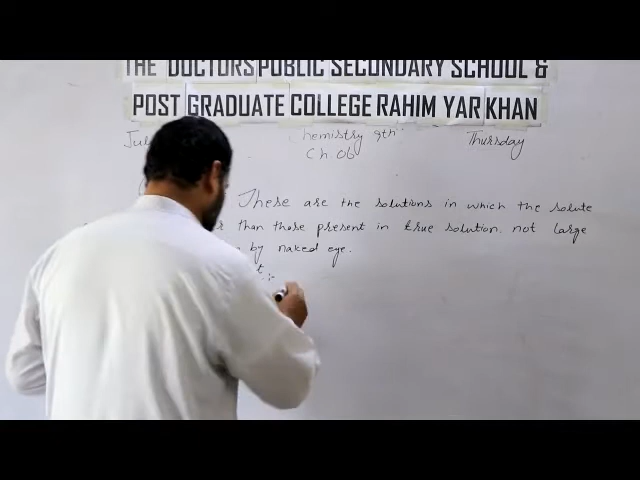 THE DOCTORS PUBLIC SECONDARY SCHOOL &
POST GRADUATE COLLEGE RAHIM YAR KHAN
Chemistry 9th Thursday
Ch. 06
These are the solutions in which the solute
than those present in true solution. not large
by naked eye.